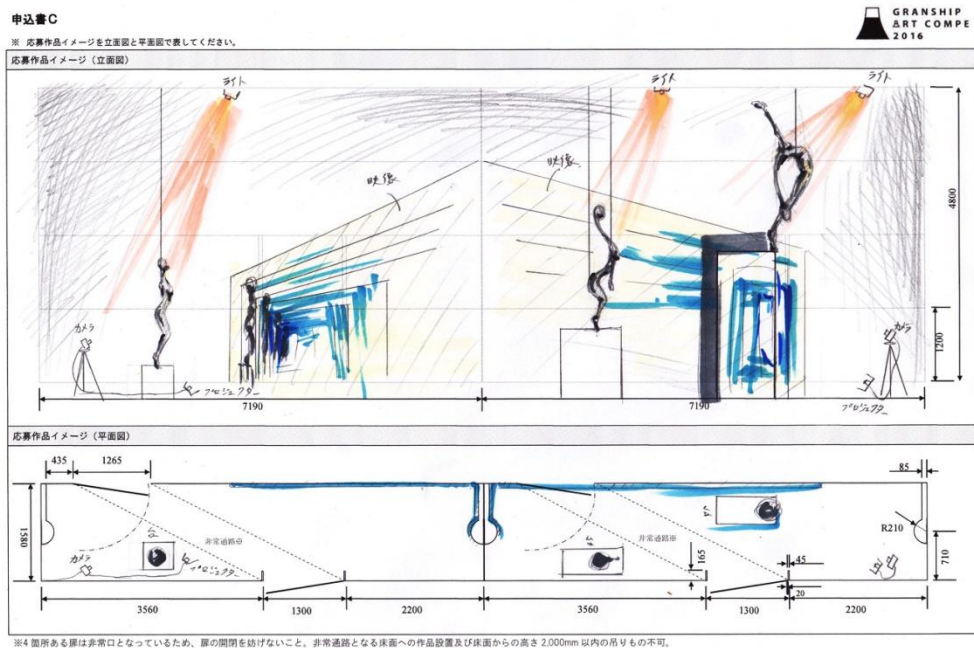 申込書C
GRANSHIP
ART COMPE
2016
※ 応募作品イメージを立面図と平面図で表してください。
応募作品イメージ（立面図）
ライト
ライト
ライト
映像
映像
4800
1200
カメラ
カメラ
プロジェクター
プロジェクター
7190
7190
応募作品イメージ（平面図）
435
1265
85
1580
非常通路※
非常通路※
R210
710
165
45
20
カメラ
プロジェクター
3560
1300
2200
3560
1300
2200
※4 箇所ある扉は非常口となっているため、扉の開閉を妨げないこと。非常通路となる床面への作品設置及び床面からの高さ 2,000mm 以内の吊りもの不可。